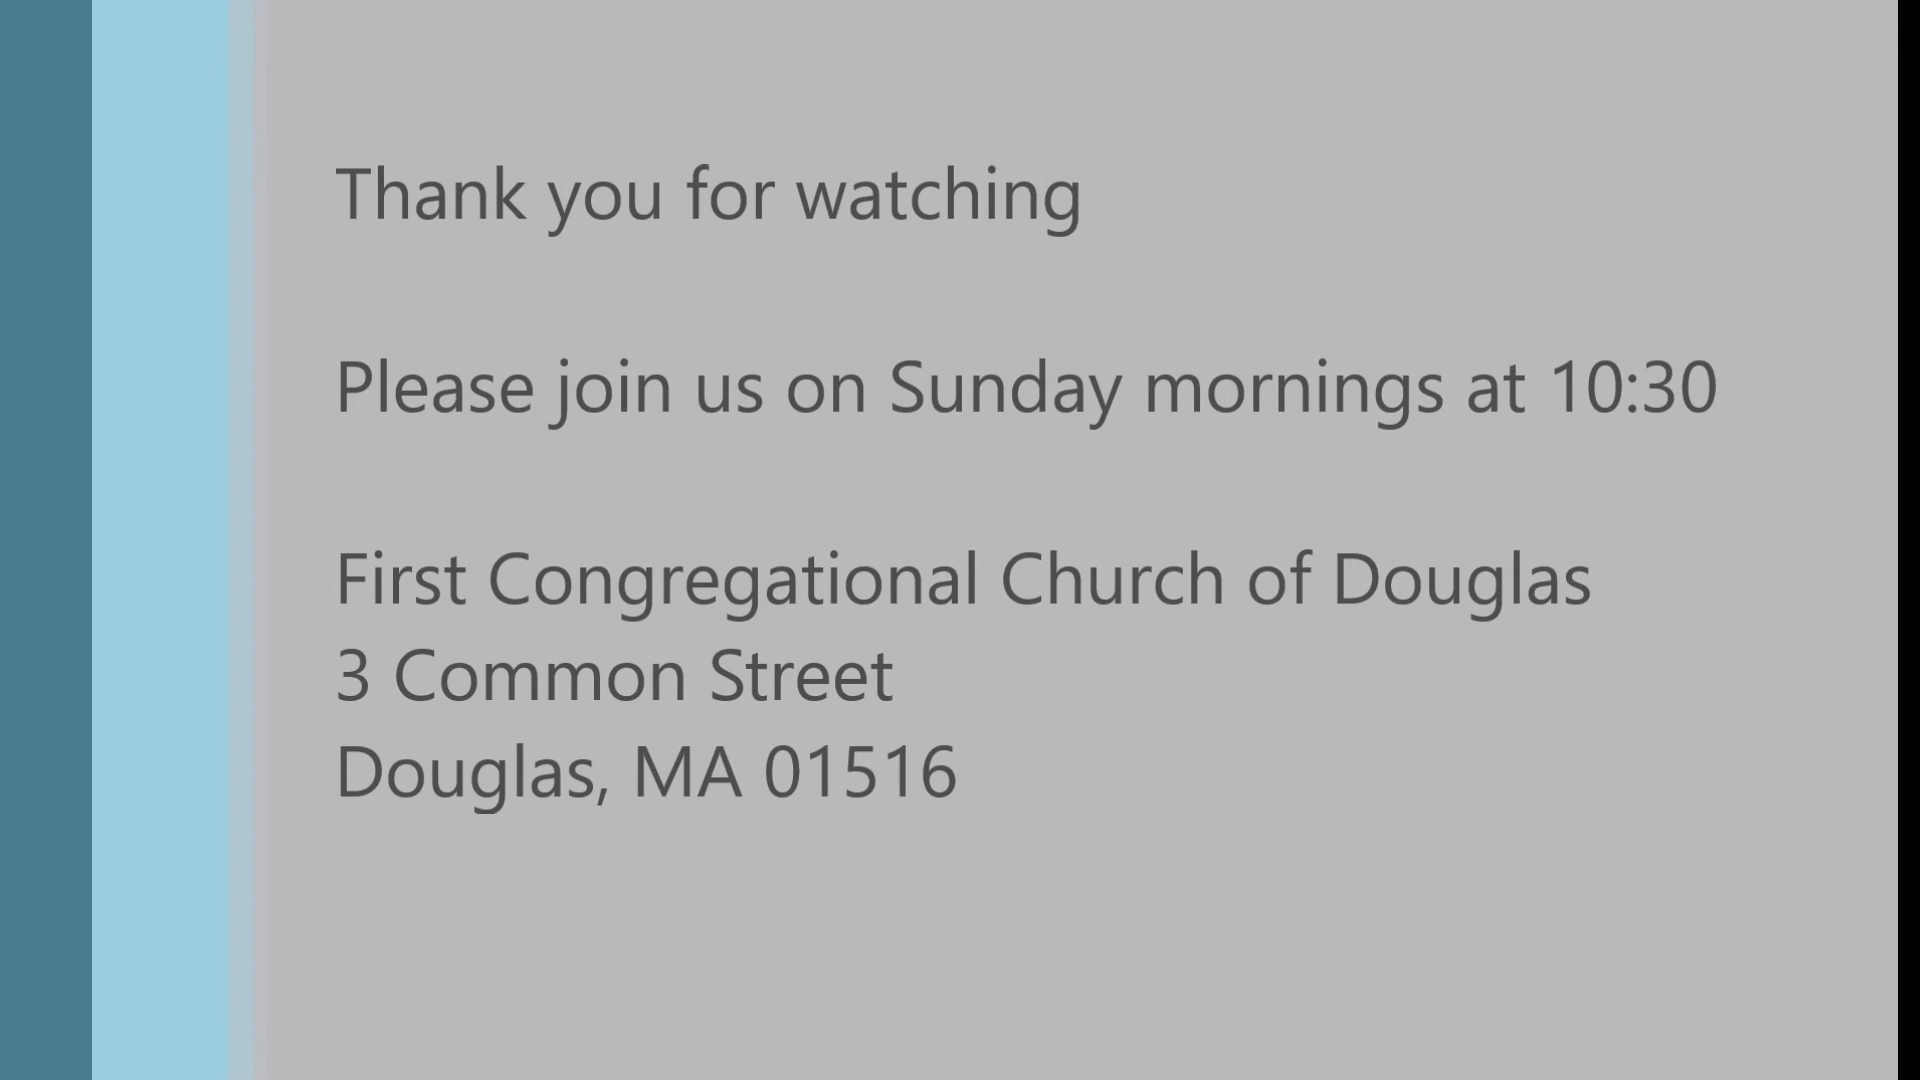 Thank you for watching
Please join us on Sunday mornings at 10:30
First Congregational Church of Douglas
3 Common Street
Douglas, MA 01516